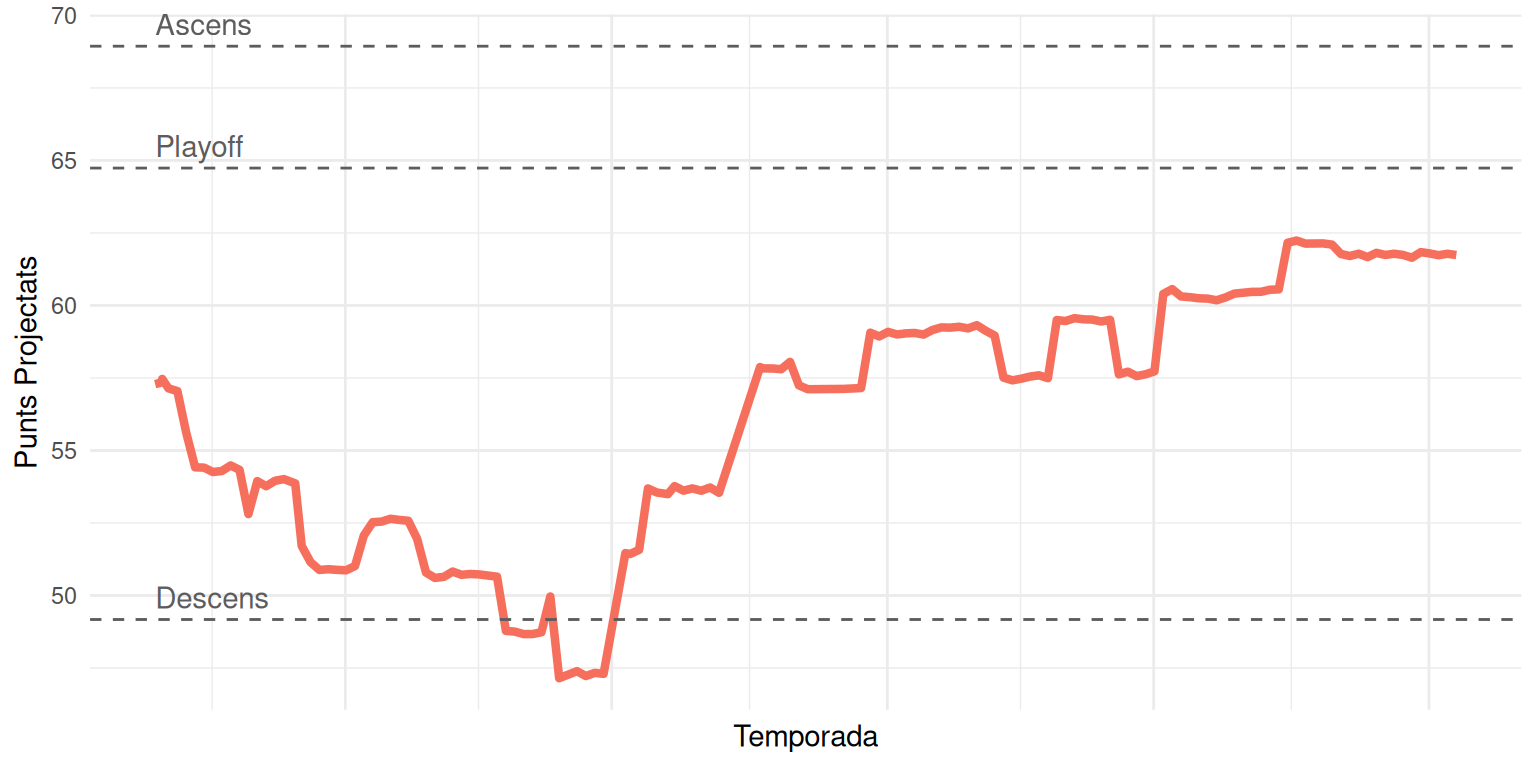 70
Ascens
Playoff
65
60
55
50
Descens
Punts Projectats
Temporada